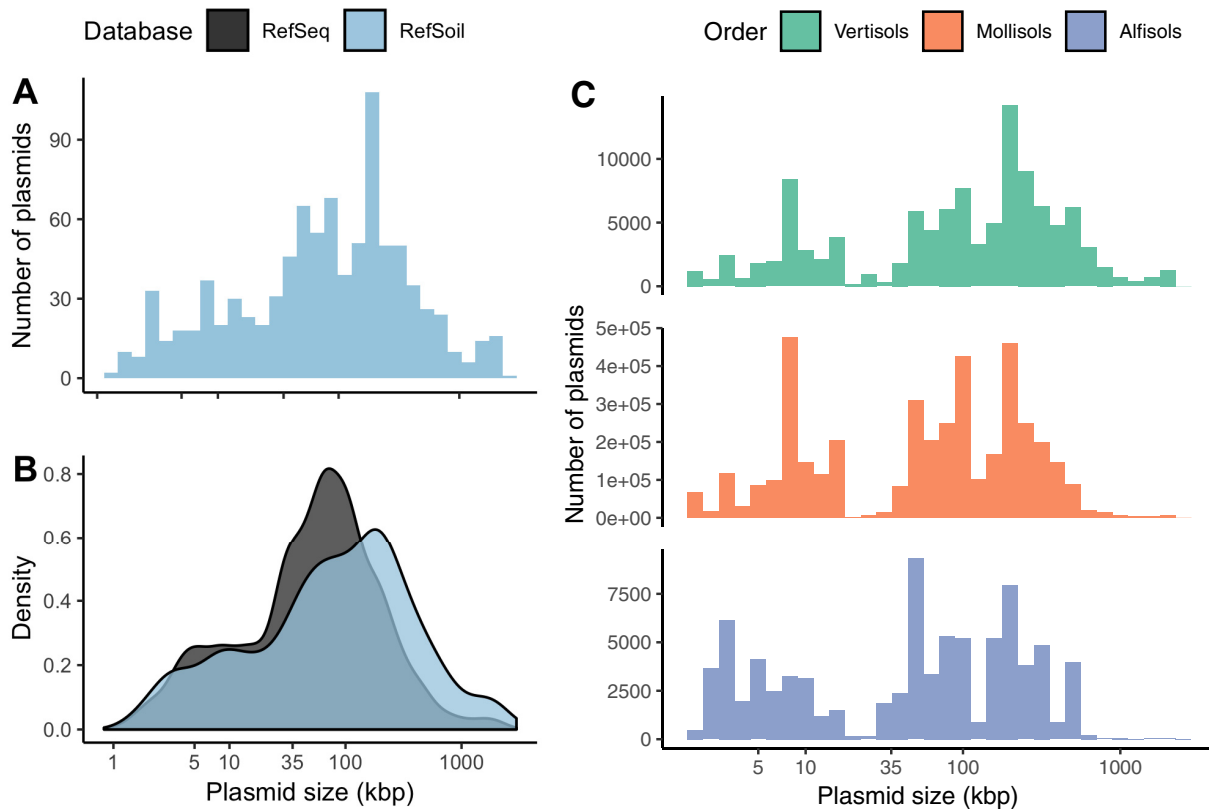 Database RefSeq RefSoil
Order Vertisols Mollisols Alfisols
A
Number of plasmids
90
60
30
0
B
Density
0.8
0.6
0.4
0.2
0.0
1 5 10 35 100 1000
Plasmid size (kbp)
C
Number of plasmids
10000
5000
0
5e+05
4e+05
3e+05
2e+05
1e+05
0e+00
7500
5000
2500
0
5 10 35 100 1000
Plasmid size (kbp)